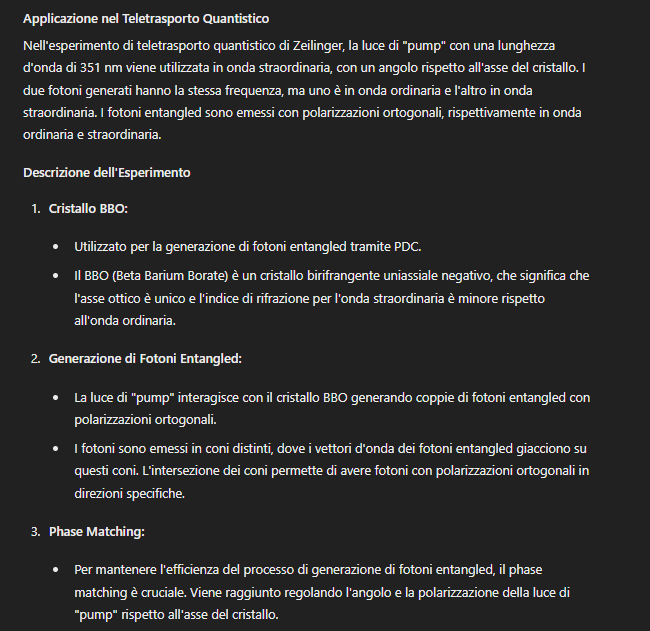 Applicazione nel Teletrasporto Quantistico
Nell'esperimento di teletrasporto quantistico di Zeilinger, la luce di "pump" con una lunghezza
d'onda di 351 nm viene utilizzata in onda straordinaria, con un angolo rispetto all'asse del cristallo. I
due fotoni generati hanno la stessa frequenza, ma uno è in onda ordinaria e l'altro in onda
straordinaria. I fotoni entangled sono emessi con polarizzazioni ortogonali, rispettivamente in onda
ordinaria e straordinaria.
Descrizione dell'Esperimento
1. Cristallo BBO:
• Utilizzato per la generazione di fotoni entangled tramite PDC.
• Il BBO (Beta Barium Borate) è un cristallo birifrangente uniassiale negativo, che significa che
l'asse ottico è unico e l'indice di rifrazione per l'onda straordinaria è minore rispetto
all'onda ordinaria.
2. Generazione di Fotoni Entangled:
• La luce di "pump" interagisce con il cristallo BBO generando coppie di fotoni entangled con
polarizzazioni ortogonali.
• I fotoni sono emessi in coni distinti, dove i vettori d'onda dei fotoni entangled giacciono su
questi coni. L'intersezione dei coni permette di avere fotoni con polarizzazioni ortogonali in
direzioni specifiche.
3. Phase Matching:
• Per mantenere l'efficienza del processo di generazione di fotoni entangled, il phase
matching è cruciale. Viene raggiunto regolando l'angolo e la polarizzazione della luce di
"pump" rispetto all'asse del cristallo.